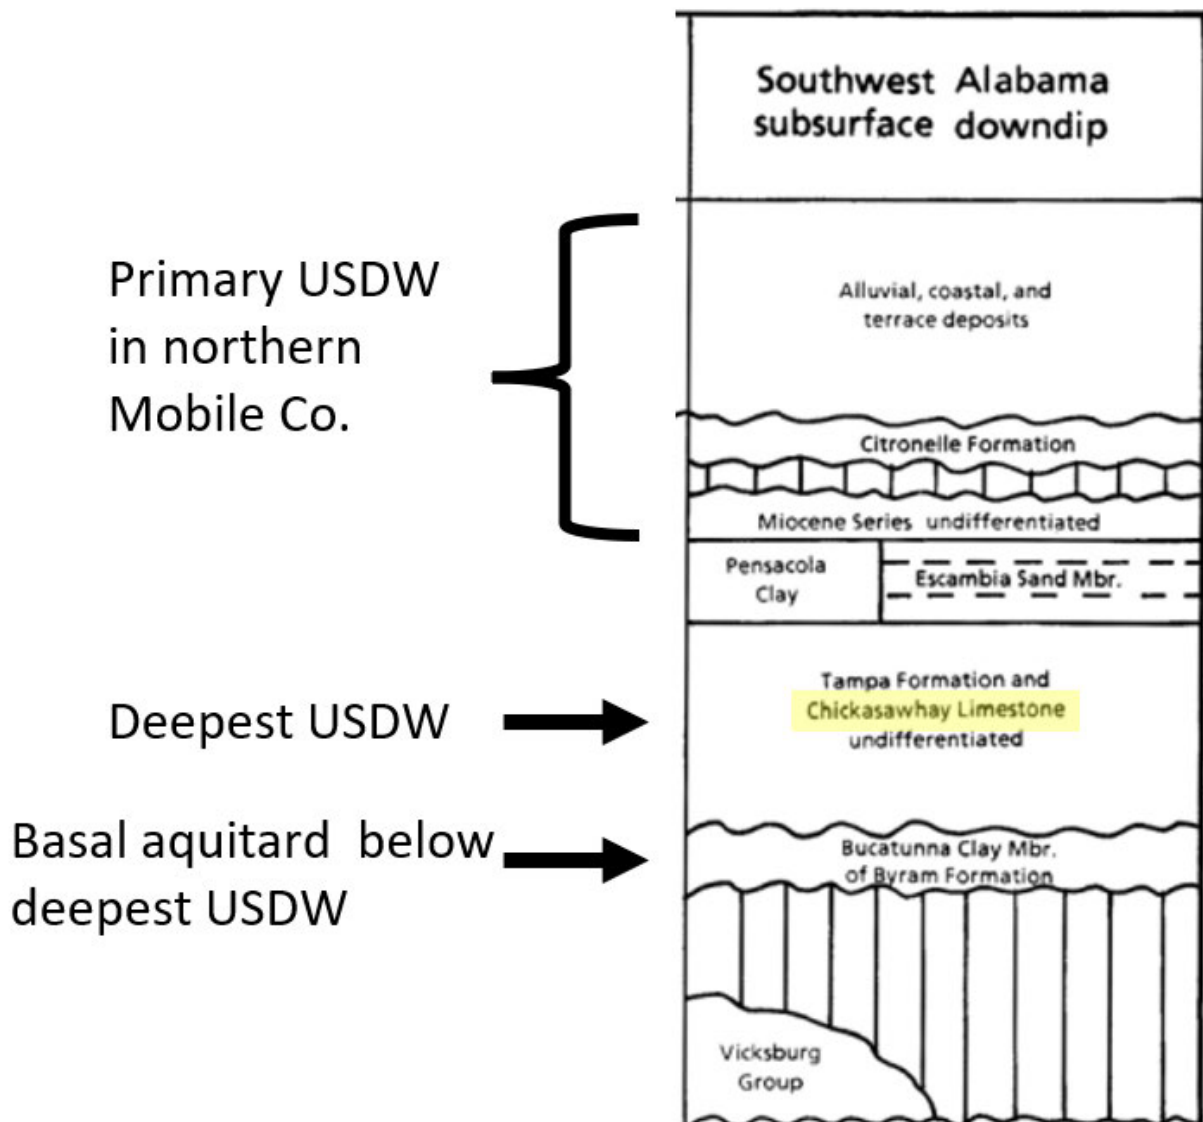 Southwest Alabama
subsurface downdip
Primary USDW
in northern
Mobile Co.
Alluvial, coastal, and
terrace deposits
Citronelle Formation
Miocene Series undifferentiated
Pensacola
Clay
Escambia Sand Mbr.
Deepest USDW
Tampa Formation and
Chickasawhay Limestone
undifferentiated
Basal aquitard below
deepest USDW
Bucatunna Clay Mbr.
of Byram Formation
Vicksburg
Group